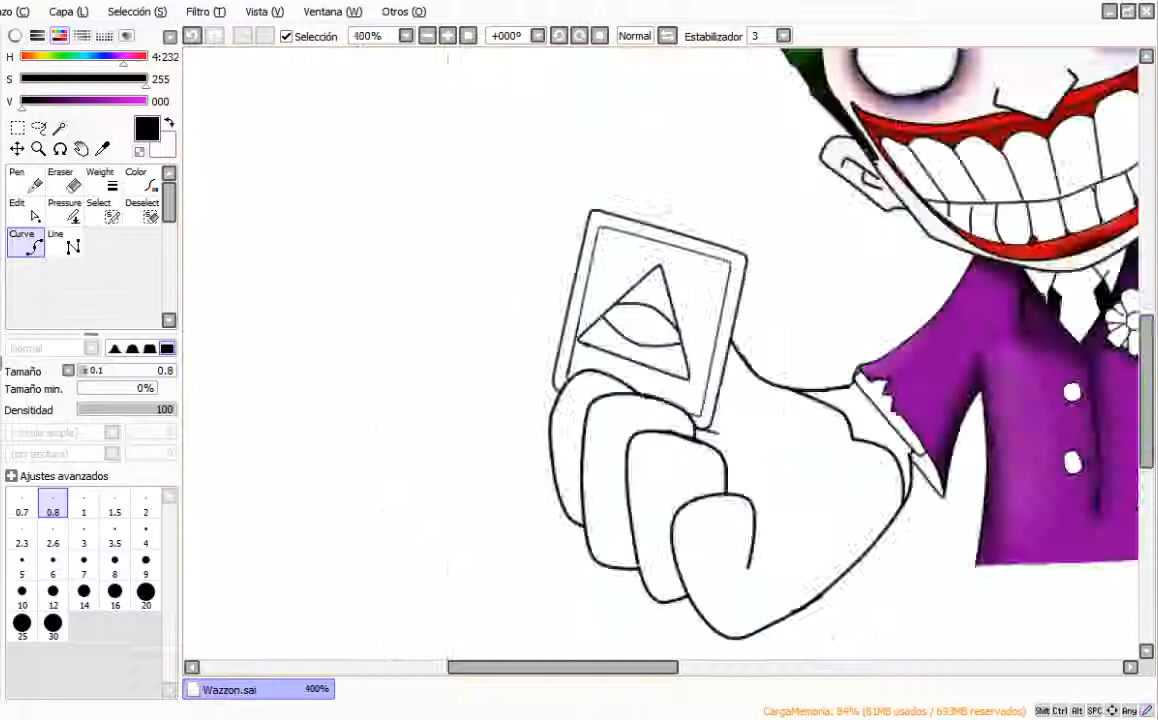 azo (C) Capa (L) Selección (S) Filtro (T) Vista (V) Ventana (W) Otros (O)
Selección 400% +000° Normal Estabilizador 3
H 4:232
S 255
V 000
Pen Eraser Weight Color
Edit Pressure Select Deselect
Curve Line
Normal
Tamaño x 0.1 0.8
Tamaño min. 0%
Densitidad 100
Ajustes avanzados
0.7 0.8 1 1.5 2
2.3 2.6 3 3.5 4
5 6 7 8 9
10 12 14 16 20
25 30
Wazzon.sai 400%
CargaMemoria: 84% (81MB usados / 693MB reservados) Shift Ctrl Alt SPC Any